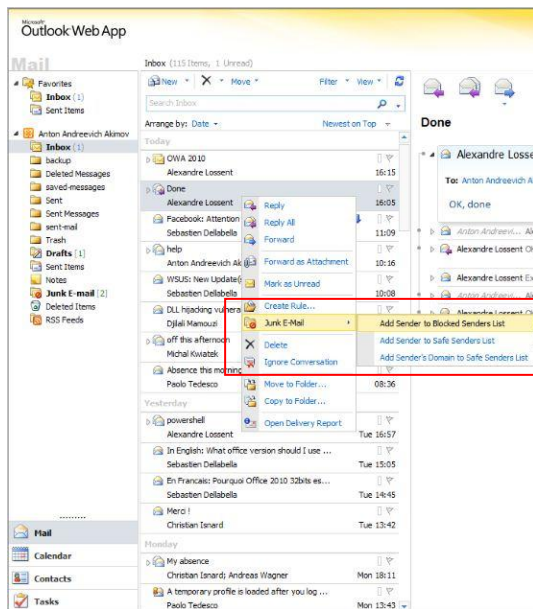 Microsoft
Outlook Web App
Mail
Favorites
Inbox (1)
Sent Items
Anton Andreevich Akimov
Inbox (1)
backup
Deleted Messages
saved-messages
Sent
Sent Messages
sent-mail
Trash
Drafts [1]
Sent Items
Notes
Junk E-mail [2]
Deleted Items
RSS Feeds
Mail
Calendar
Contacts
Tasks
Inbox (115 Items, 1 Unread)
New Move Filter View
Search Inbox
Arrange by: Date Newest on Top
Today
OWA 2010
Alexandre Lossent 16:15
Done
Alexandre Lossent 16:05
Facebook: Attention
Sebastien Dellabella 11:09
help
Anton Andreevich Ak 10:16
WSUS: New Update(
Sebastien Dellabella 10:08
DLL hijacking vulnera
Djilali Mamouzi
off this afternoon
Michal Kwiatek
Absence this morning
Paolo Tedesco 08:36
Yesterday
powershell
Alexandre Lossent Tue 16:57
In English: What office version should I use ...
Sebastien Dellabella Tue 15:05
En Francais: Pourquoi Office 2010 32bits es...
Sebastien Dellabella Tue 14:45
Merci !
Christian Isnard Tue 13:42
Monday
My absence
Christian Isnard; Andreas Wagner Mon 18:11
A temporary profile is loaded after you log ...
Paolo Tedesco Mon 13:43
Reply
Reply All
Forward
Forward as Attachment
Mark as Unread
Create Rule...
Junk E-Mail
Delete
Ignore Conversation
Move to Folder...
Copy to Folder...
Open Delivery Report
Add Sender to Blocked Senders List
Add Sender to Safe Senders List
Add Sender's Domain to Safe Senders List
Done
Alexandre Losse
To: Anton Andreevich A
OK, done
Anton Andreevi... Al
Alexandre Lossent Ol
Alexandre Lossent Ex
Anton Andreevi... Al